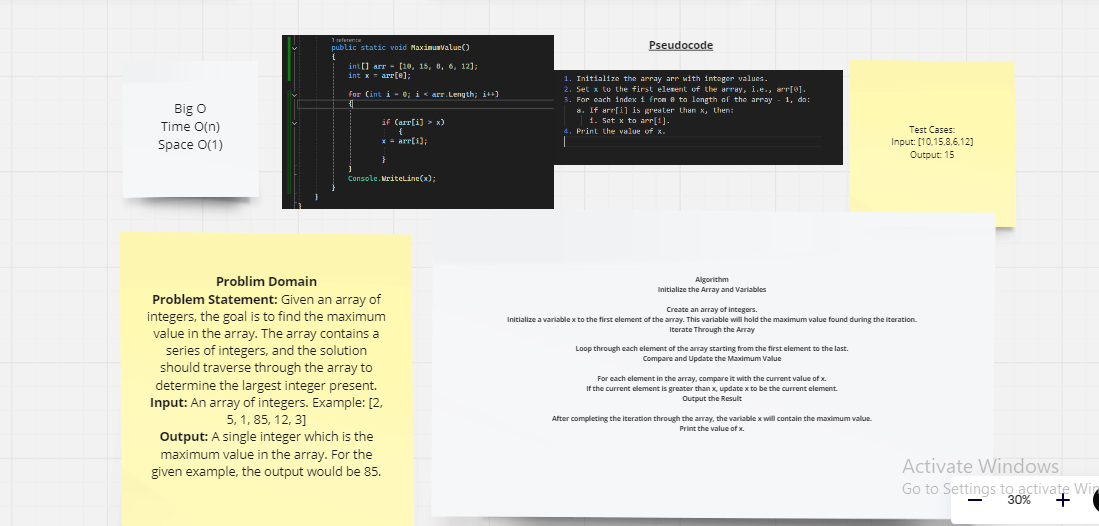 Big O
Time O(n)
Space O(1)
1 reference
public static void MaximumValue()
{
int[] arr = [10, 15, 8, 6, 12];
int x = arr[0];
for (int i = 0; i < arr.Length; i++)
{
if (arr[i] > x)
{
x = arr[i];
}
}
Console.WriteLine(x);
}
}
}
Pseudocode
1. Initialize the array arr with integer values.
2. Set x to the first element of the array, i.e., arr[0].
3. For each index i from 0 to length of the array - 1, do:
a. If arr[i] is greater than x, then:
i. Set x to arr[i].
4. Print the value of x.
Test Cases:
Input: [10,15,8,6,12]
Output: 15
Problim Domain
Problem Statement: Given an array of
integers, the goal is to find the maximum
value in the array. The array contains a
series of integers, and the solution
should traverse through the array to
determine the largest integer present.
Input: An array of integers. Example: [2,
5, 1, 85, 12, 3]
Output: A single integer which is the
maximum value in the array. For the
given example, the output would be 85.
Algorithm
Initialize the Array and Variables
Create an array of integers.
Initialize a variable x to the first element of the array. This variable will hold the maximum value found during the iteration.
Iterate Through the Array
Loop through each element of the array starting from the first element to the last.
Compare and Update the Maximum Value
For each element in the array, compare it with the current value of x.
If the current element is greater than x, update x to be the current element.
Output the Result
After completing the iteration through the array, the variable x will contain the maximum value.
Print the value of x.
Activate Windows
Go to Settings to activate Win
30%